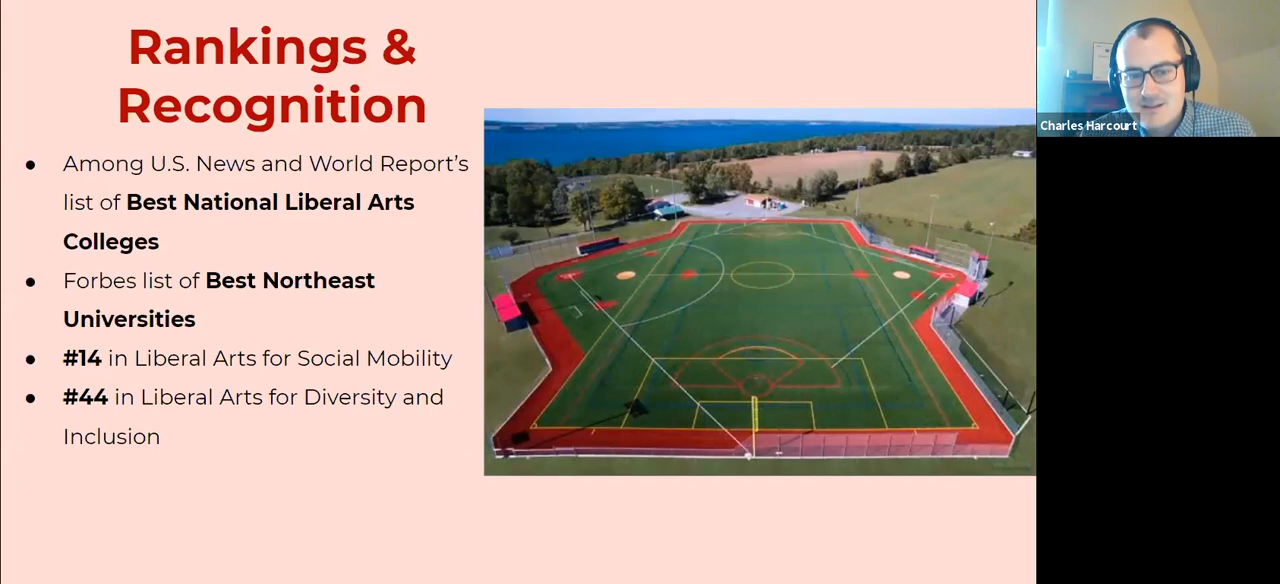 Rankings &
Recognition
● Among U.S. News and World Report’s
list of Best National Liberal Arts
Colleges
● Forbes list of Best Northeast
Universities
● #14 in Liberal Arts for Social Mobility
● #44 in Liberal Arts for Diversity and
Inclusion
Charles Harcourt